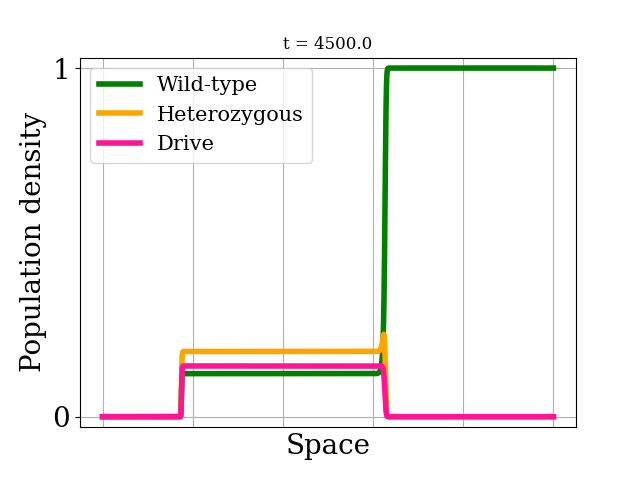 t = 4500.0
1
Wild-type
Heterozygous
Drive
Population density
0
Space